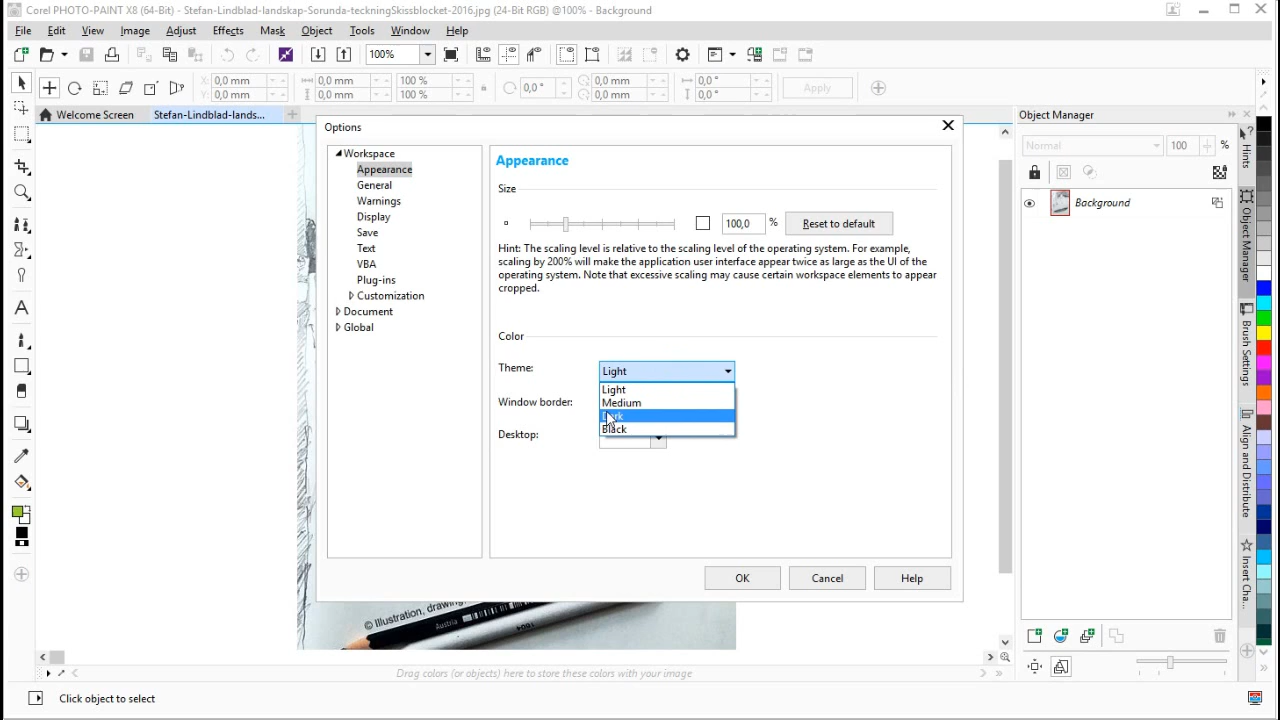 Corel PHOTO-PAINT X8 (64-Bit) - Stefan-Lindblad-landskap-Sorunda-teckningSkissblocket-2016.jpg (24-Bit RGB) @100% - Background
File Edit View Image Adjust Effects Mask Object Tools Window Help
100%
X: 0,0 mm 0,0 mm 100 % 0,0 ° 0,0 mm 0,0 °
Y: 0,0 mm 0,0 mm 100 % 0,0 mm 0,0 °
Apply
Welcome Screen Stefan-Lindblad-lands...
Options
Workspace
Appearance
General
Warnings
Display
Save
Text
VBA
Plug-ins
Customization
Document
Global
Appearance
Size
100,0 % Reset to default
Hint: The scaling level is relative to the scaling level of the operating system. For example,
scaling by 200% will make the application user interface appear twice as large as the UI of the
operating system. Note that excessive scaling may cause certain workspace elements to appear
cropped.
Color
Theme: Light
Light
Medium
Dark
Black
Window border:
Desktop:
OK Cancel Help
Object Manager
Normal 100 %
Background
Hints
Object Manager
Brush Settings
Align and Distribute
Insert Cha...
© Illustration, drawing
Austria
Drag colors (or objects) here to store these colors with your image
Click object to select